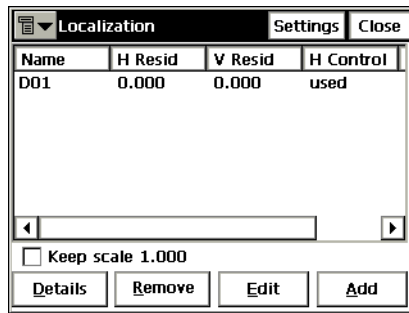 Localization Settings Close
Name H Resid V Resid H Control
D01 0.000 0.000 used
Keep scale 1.000
Details Remove Edit Add